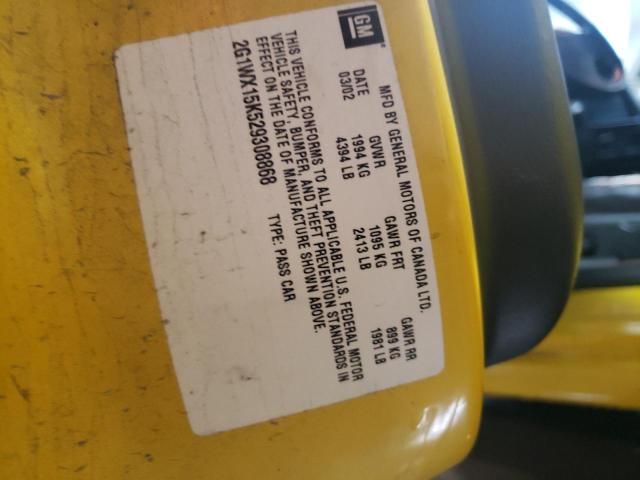 GM
MFD BY GENERAL MOTORS OF CANADA LTD.
DATE GVWR GAWR FRT GAWR RR
03/02 1994 KG 1095 KG 899 KG
4394 LB 2413 LB 1981 LB
THIS VEHICLE CONFORMS TO ALL APPLICABLE U.S. FEDERAL MOTOR
VEHICLE SAFETY, BUMPER, AND THEFT PREVENTION STANDARDS IN
EFFECT ON THE DATE OF MANUFACTURE SHOWN ABOVE.
2G1WX15K529308868 TYPE: PASS CAR